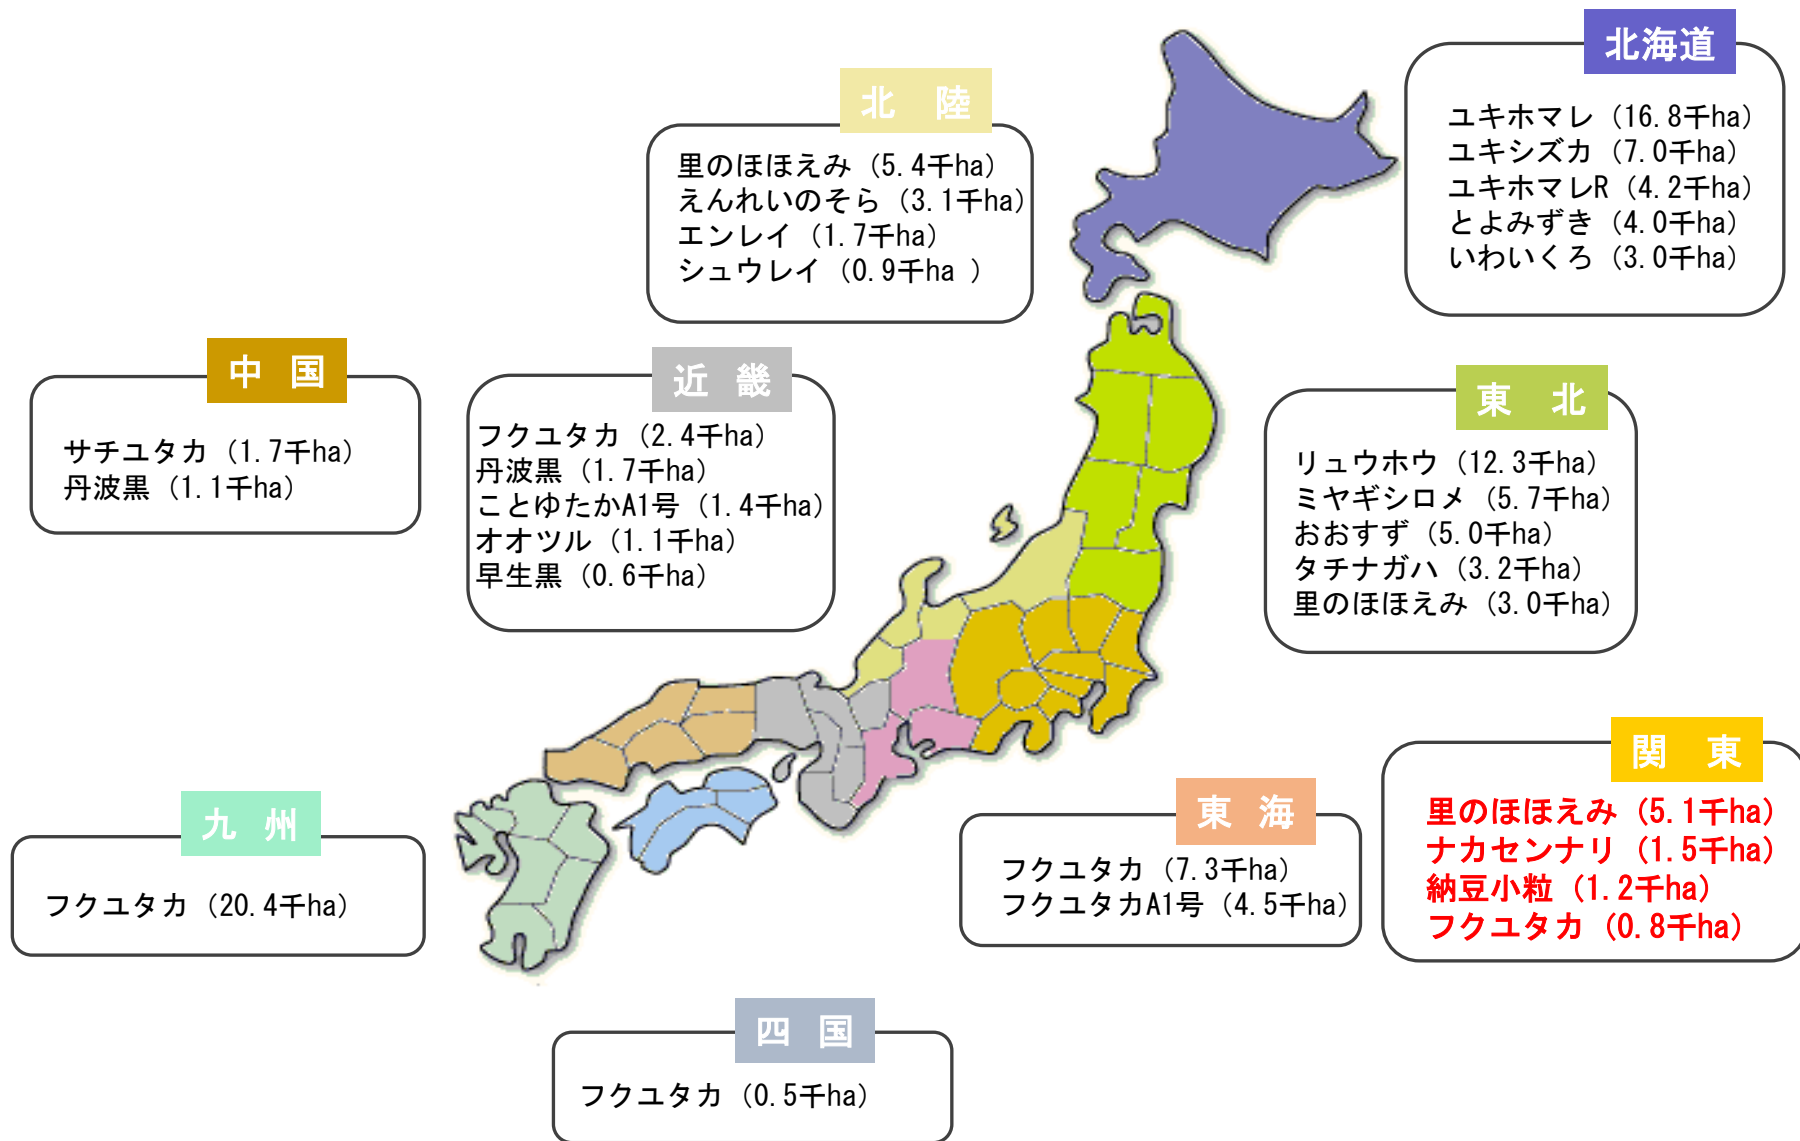 北海道
ユキホマレ（16.8千ha）
ユキシズカ（7.0千ha）
ユキホマレR（4.2千ha）
とよみずき（4.0千ha）
いわいくろ（3.0千ha）
北　陸
里のほほえみ（5.4千ha）
えんれいのそら（3.1千ha）
エンレイ（1.7千ha）
シュウレイ（0.9千ha ）
中 国
サチユタカ（1.7千ha）
丹波黒（1.1千ha）
近 畿
フクユタカ（2.4千ha）
丹波黒（1.7千ha）
ことゆたかA1号（1.4千ha）
オオツル（1.1千ha）
早生黒（0.6千ha）
東　北
リュウホウ（12.3千ha）
ミヤギシロメ（5.7千ha）
おおすず（5.0千ha）
タチナガハ（3.2千ha）
里のほほえみ（3.0千ha）
関　東
里のほほえみ（5.1千ha）
ナカセンナリ（1.5千ha）
納豆小粒（1.2千ha）
フクユタカ（0.8千ha）
東 海
フクユタカ（7.3千ha）
フクユタカA1号（4.5千ha）
九 州
フクユタカ（20.4千ha）
四 国
フクユタカ（0.5千ha）